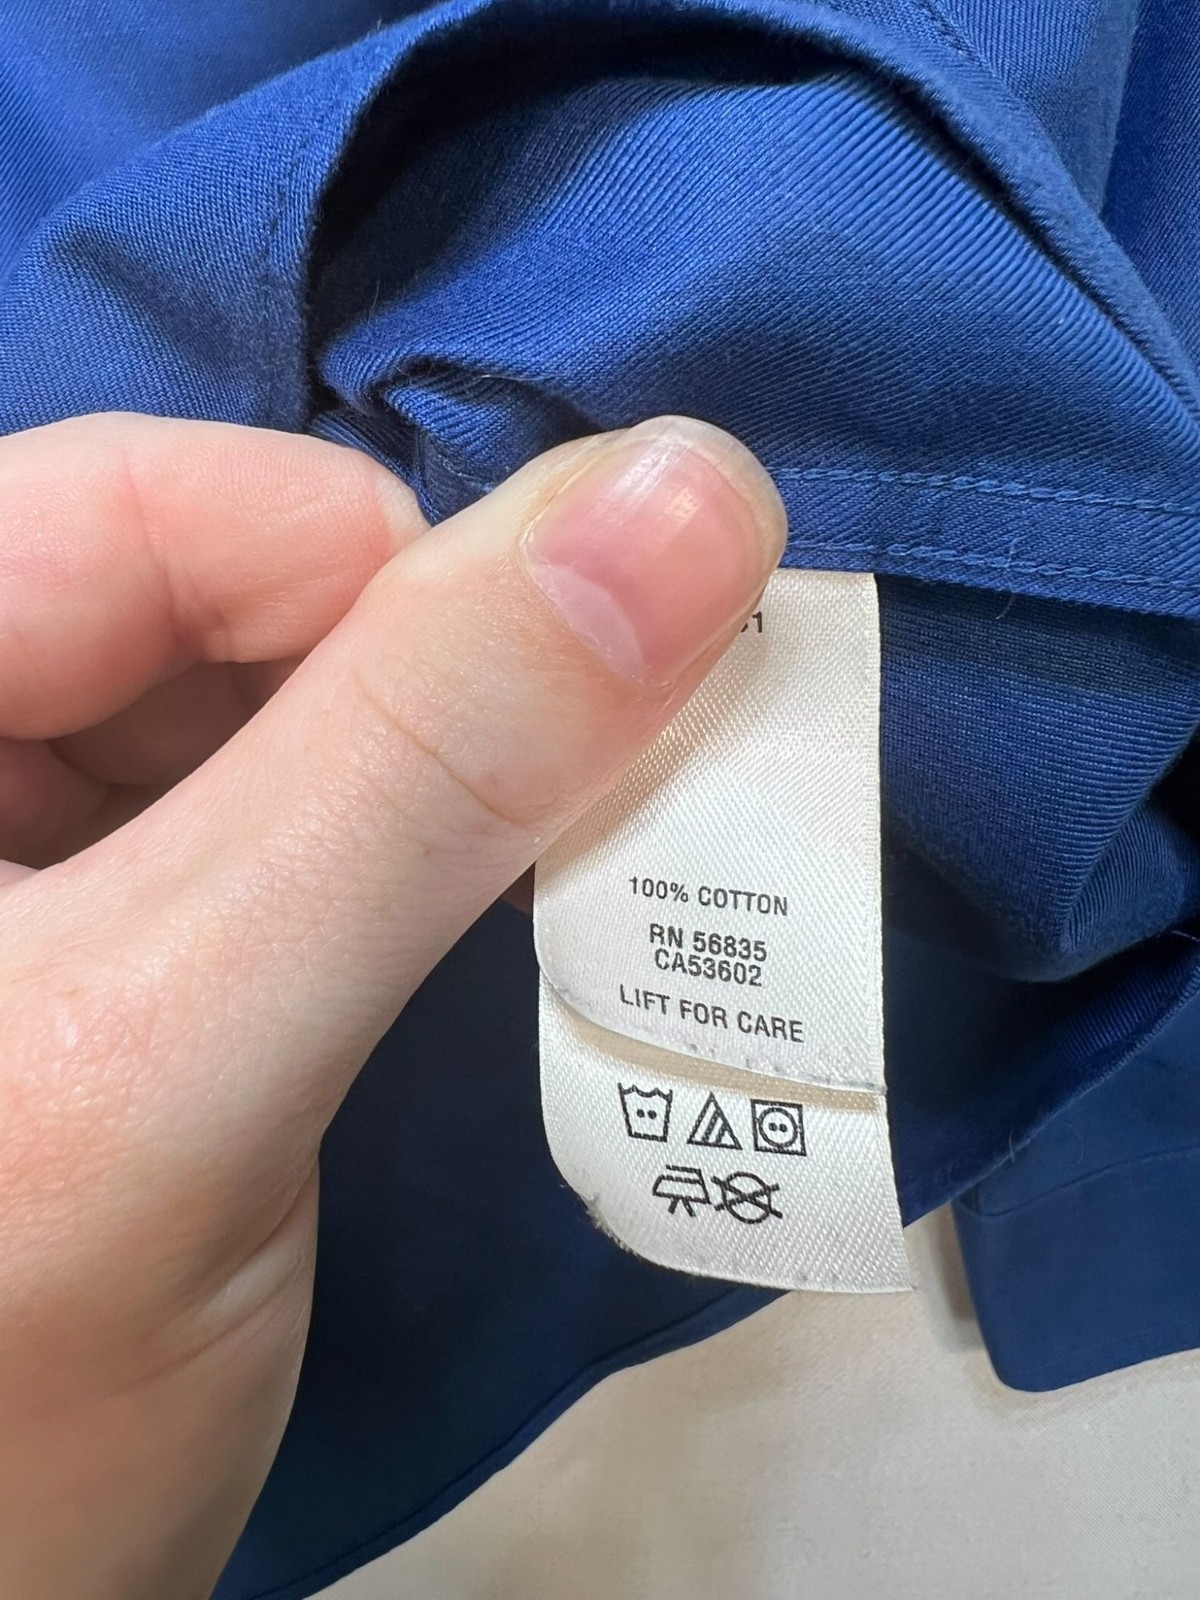 100% COTTON
RN 56835
CA53602
LIFT FOR CARE